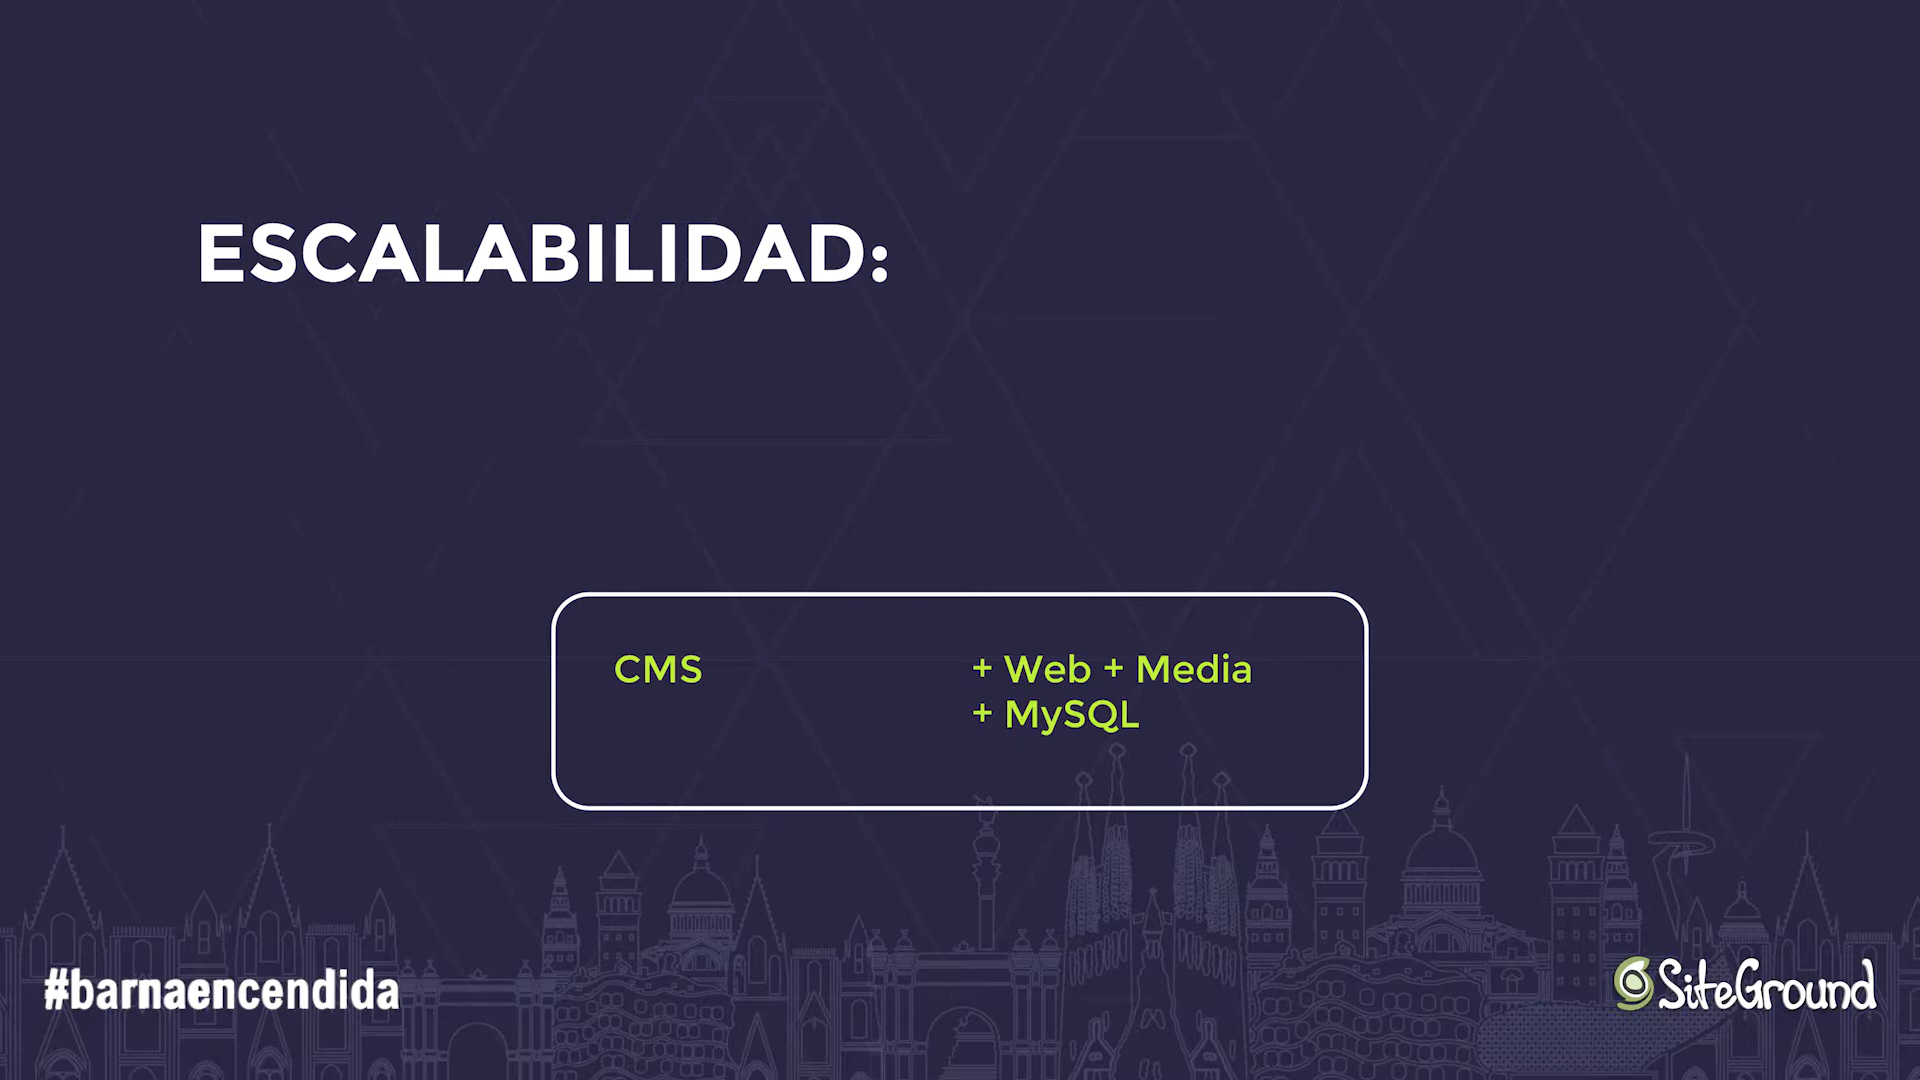 ESCALABILIDAD:
CMS
+ Web + Media
+ MySQL
#barnaencendida
SiteGround